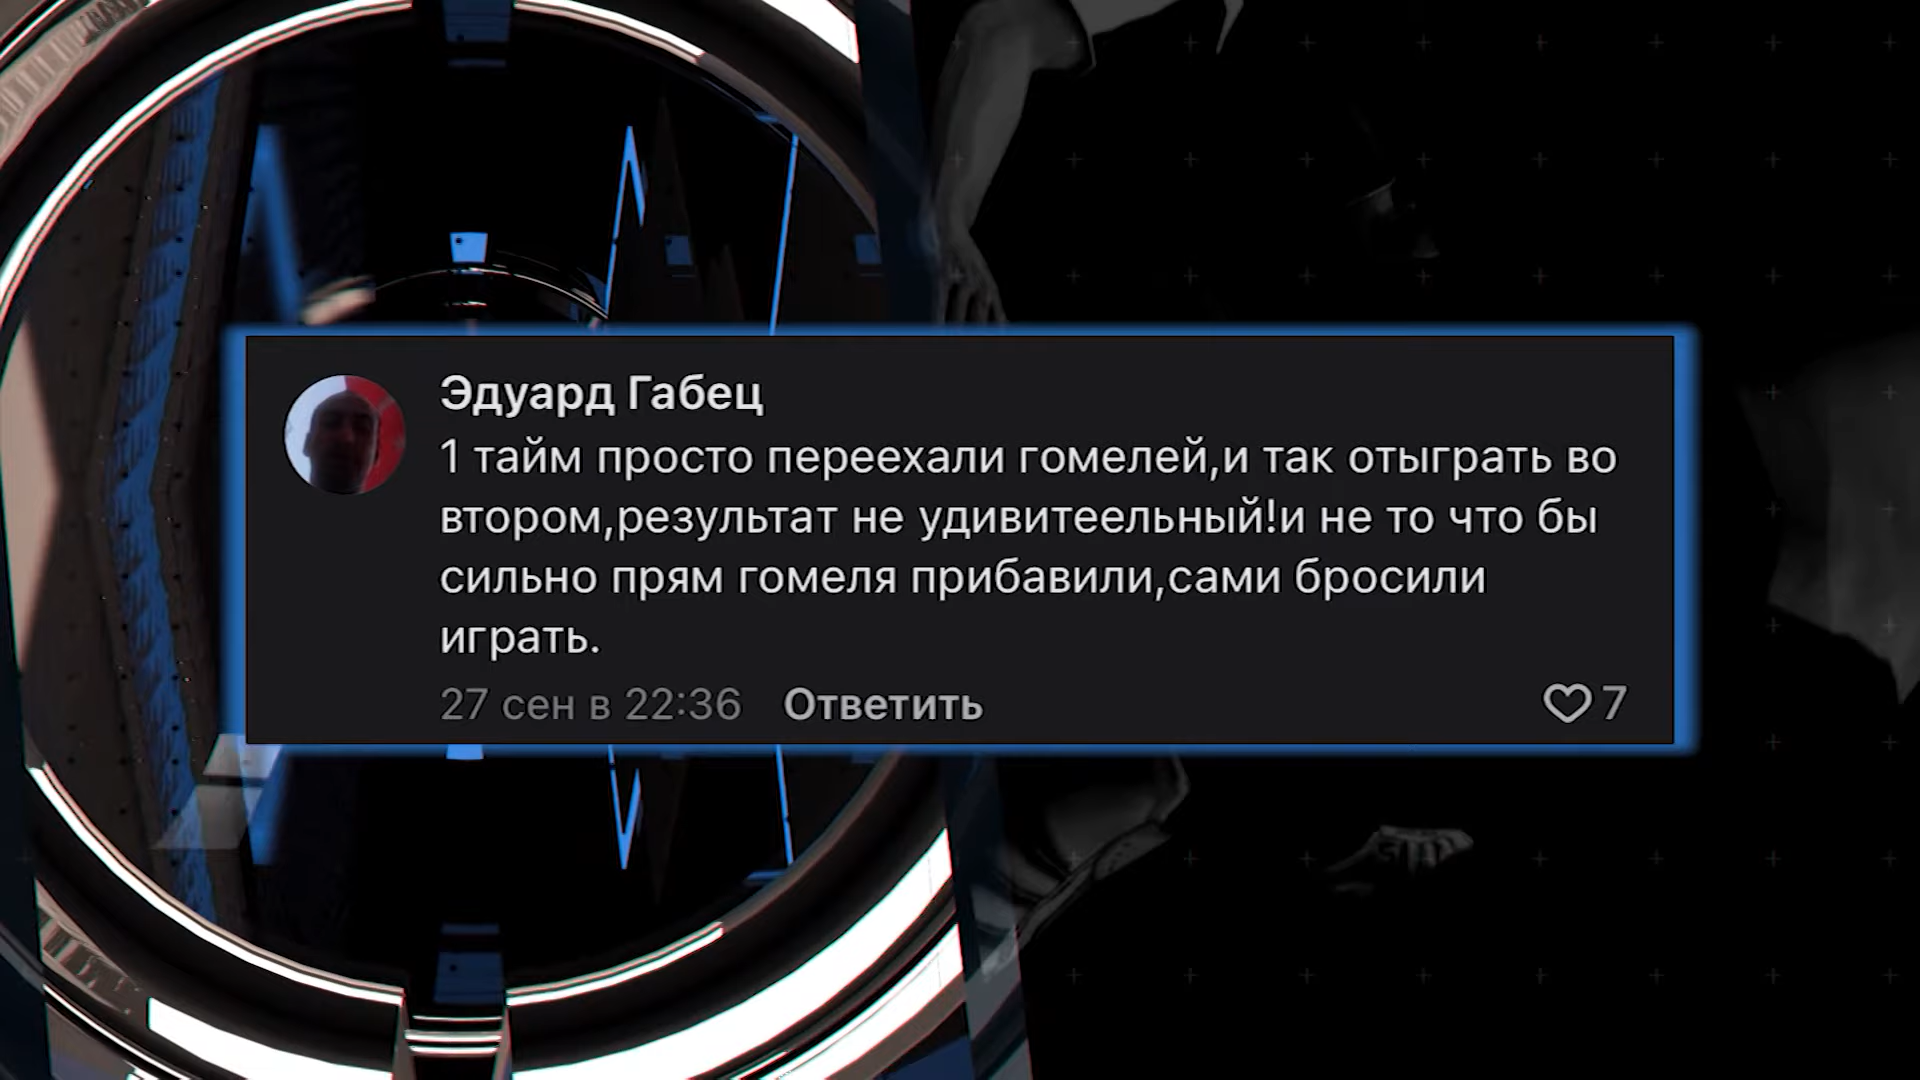 Эдуард Габец
1 тайм просто переехали гомелей,и так отыграть во
втором,результат не удивитеельный!и не то что бы
сильно прям гомеля прибавили,сами бросили
играть.
27 сен в 22:36 Ответить 7